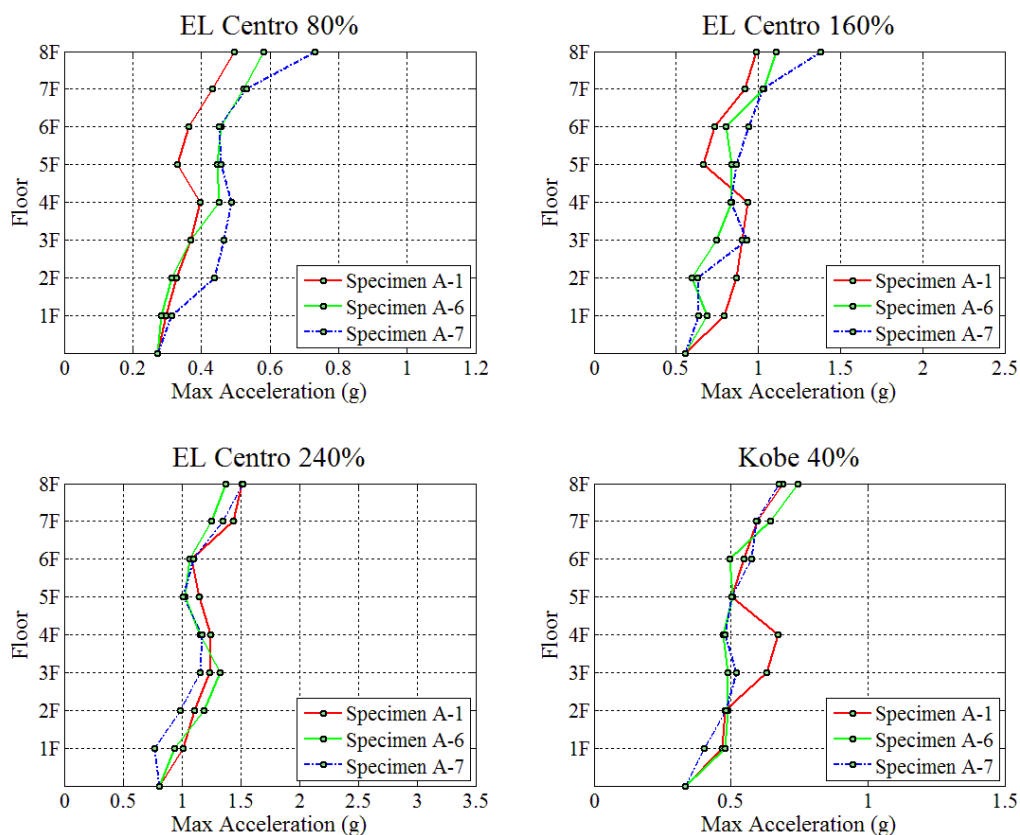 EL Centro 80%
8F
7F
6F
5F
4F
3F
2F
1F
Floor
Specimen A-1
Specimen A-6
Specimen A-7
0 0.2 0.4 0.6 0.8 1 1.2
Max Acceleration (g)
EL Centro 160%
8F
7F
6F
5F
4F
3F
2F
1F
Floor
Specimen A-1
Specimen A-6
Specimen A-7
0 0.5 1 1.5 2 2.5
Max Acceleration (g)
EL Centro 240%
8F
7F
6F
5F
4F
3F
2F
1F
Floor
Specimen A-1
Specimen A-6
Specimen A-7
0 0.5 1 1.5 2 2.5 3 3.5
Max Acceleration (g)
Kobe 40%
8F
7F
6F
5F
4F
3F
2F
1F
Floor
Specimen A-1
Specimen A-6
Specimen A-7
0 0.5 1 1.5
Max Acceleration (g)